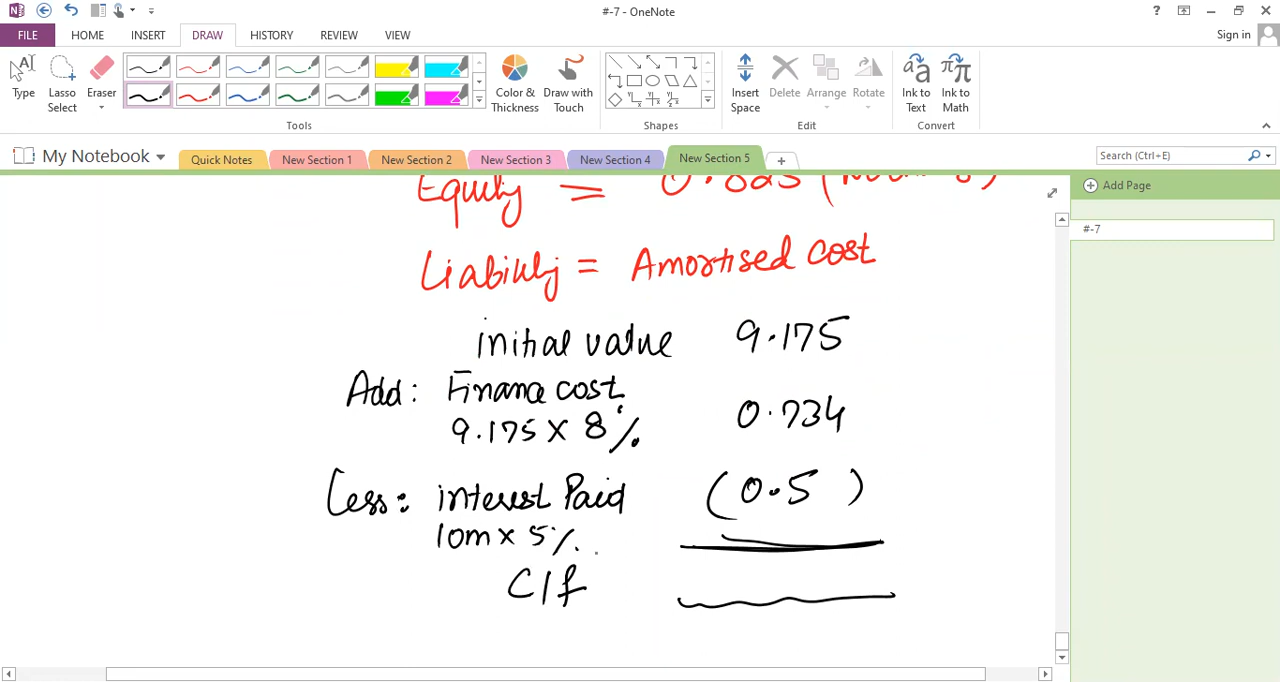 #-7 - OneNote
Sign in
FILE HOME INSERT DRAW HISTORY REVIEW VIEW
Type
Lasso Select
Eraser
Color & Thickness
Draw with Touch
Insert Space
Delete
Arrange
Rotate
Ink to Text
Ink to Math
Tools Shapes Edit Convert
My Notebook Quick Notes New Section 1 New Section 2 New Section 3 New Section 4 New Section 5
Search (Ctrl+E)
Add Page
#-7
Equity = 0.825
Liability = Amortised cost
initial value 9.175
Add: Finance cost 0.734
9.175 x 8%
Less: interest Paid (0.5)
10m x 5%
C/f